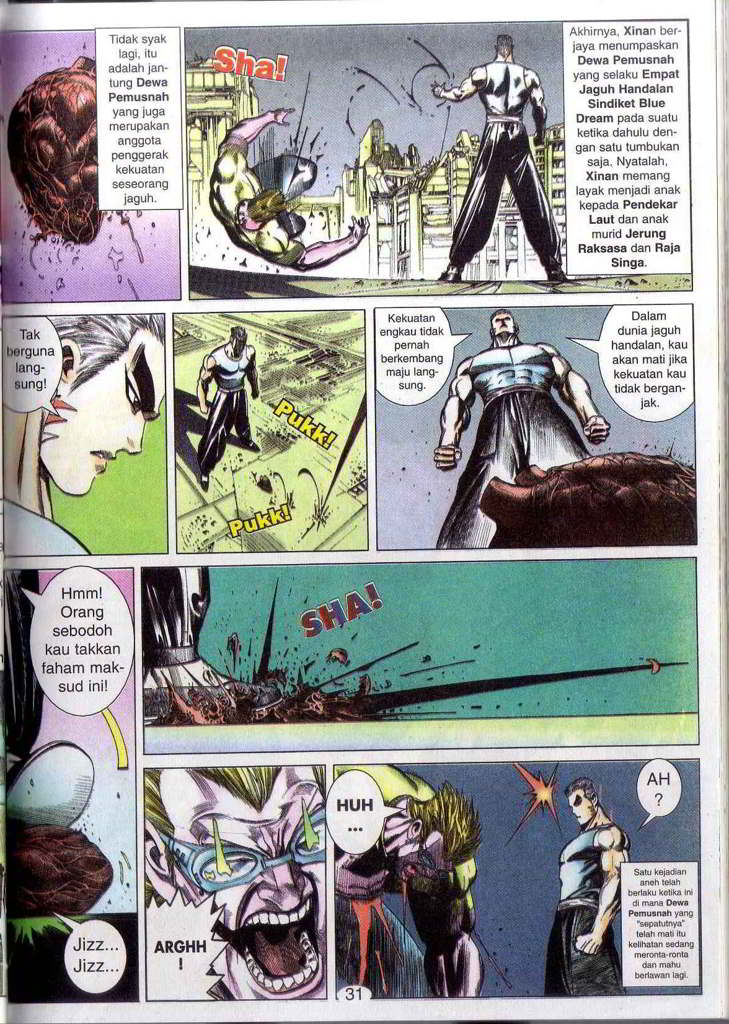 Tidak syak
lagi, itu
adalah jan-
tung Dewa
Pemusnah
yang juga
merupakan
anggota
penggerak
kekuatan
seseorang
jaguh.
Sha!
Akhirnya, Xinan ber-
jaya menumpaskan
Dewa Pemusnah
yang selaku Empat
Jaguh Handalan
Sindiket Blue
Dream pada suatu
ketika dahulu den-
gan satu tumbukan
saja, Nyatalah,
Xinan memang
layak menjadi anak
kepada Pendekar
Laut dan anak
murid Jerung
Raksasa dan Raja
Singa.
Tak
berguna
lang-
sung!
Pukk!
Pukk!
Kekuatan
engkau tidak
pernah
berkembang
maju lang-
sung.
Dalam
dunia jaguh
handalan, kau
akan mati jika
kekuatan kau
tidak bergan-
jak.
Hmm!
Orang
sebodoh
kau takkan
faham mak-
sud ini!
Jizz...
Jizz...
SHA!
ARGHH
!
HUH
...
AH
?
Satu kejadian
aneh telah
berlaku ketika ini
di mana Dewa
Pemusnah yang
"sepatutnya"
telah mati itu
kelihatan sedang
meronta-ronta
dan mahu
berlawan lagi.
31